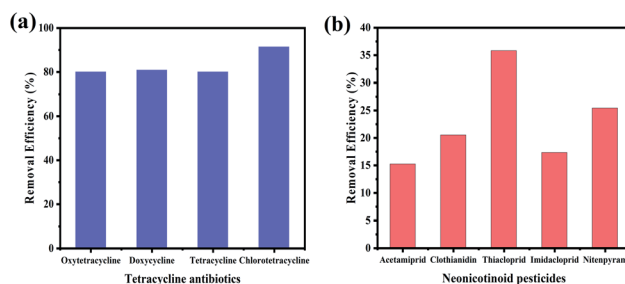 (a)
100
80
60
40
20
0
Removal Efficiency (%)
Oxytetracycline Doxycycline Tetracycline Chlorotetracycline
Tetracycline antibiotics
(b)
40
35
30
25
20
15
15
5
0
Removal Efficiency (%)
Acetamiprid Clothianidin Thiacloprid Imidacloprid Nitenpyram
Neonicotinoid pesticides